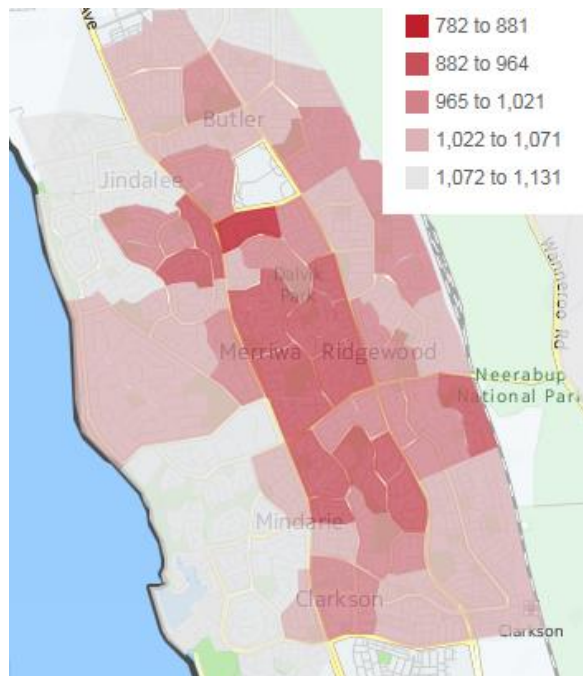 Ave
782 to 881
882 to 964
965 to 1,021
1,022 to 1,071
1,072 to 1,131
Butler
Jindalee
Wanneroo Rd
Dalvik
Park
Merriwa
Ridgewood
Neerabup
National Park
Mindarie
Clarkson
Clarkson